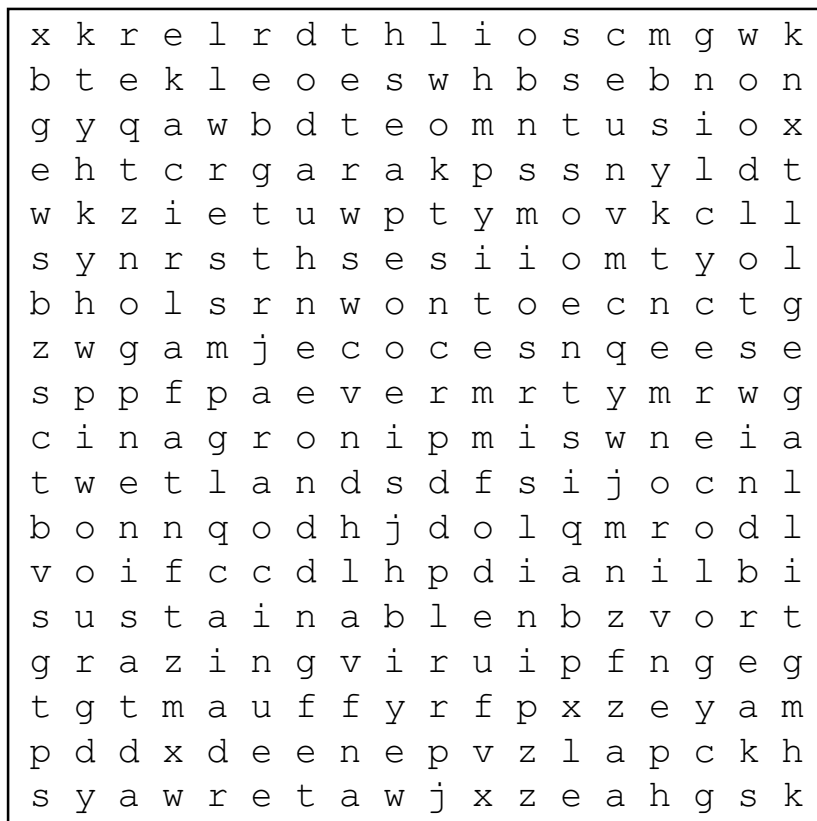 x k r e l r d t h l i o s c m g w k
b t e k l e o e s w h b s e b n o n
g y q a w b d t e o m n t u s i o x
e h t c r g a r a k p s s n y l d t
w k z i e t u w p t y m o v k c l l
s y n r s t h s e s i i o m t y o l
b h o l s r n w o n t o e c n c t g
z w g a m j e c o c e s n q e e s e
s p p f p a e v e r m r t y m r w g
c i n a g r o n i p m i s w n e i a
t w e t l a n d s d f s i j o c n l
b o n n q o d h j d o l q m r o d l
v o i f c c d l h p d i a n i l b i
s u s t a i n a b l e n b z v o r t
g r a z i n g v i r u i p f n g e g
t g t m a u f f y r f p x z e y a m
p d d x d e e n e p v z l a p c k h
s y a w r e t a w j x z e a h g s k